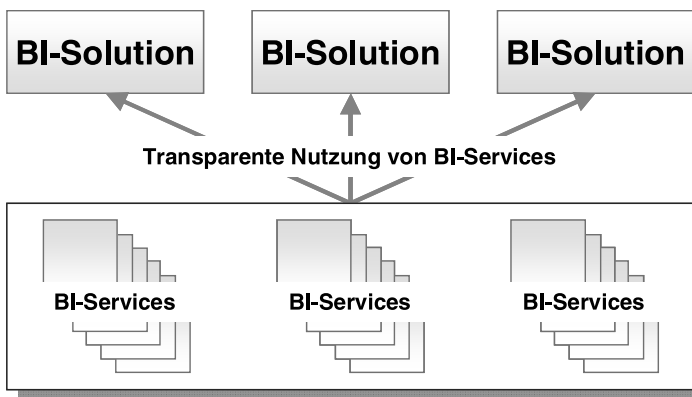 BI-Solution BI-Solution BI-Solution
Transparente Nutzung von BI-Services
BI-Services BI-Services BI-Services